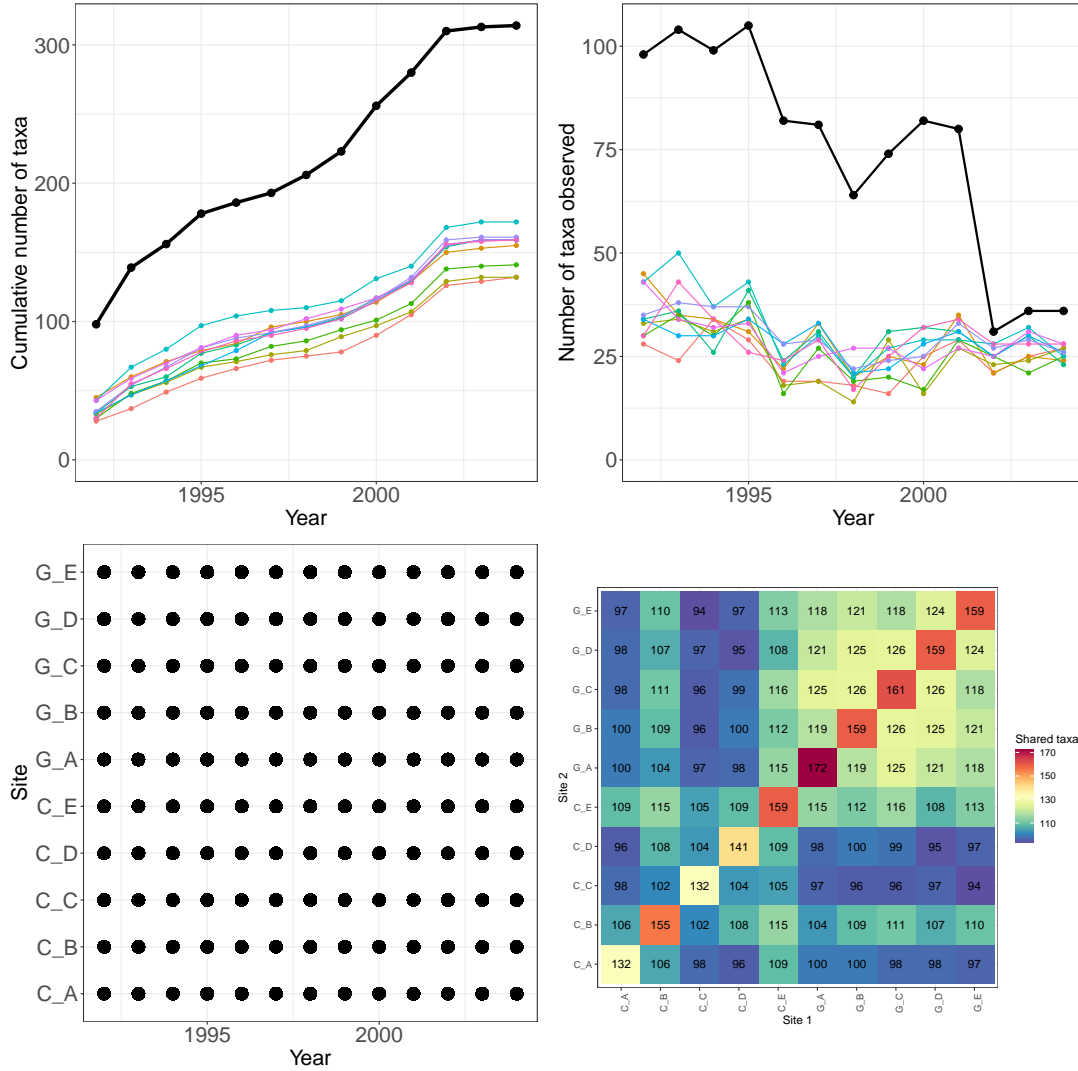 300
200
100
0
Cumulative number of taxa
1995 2000
Year
100
75
50
25
0
Number of taxa observed
1995 2000
Year
G_E
G_D
G_C
G_B
G_A
C_E
C_D
C_C
C_B
C_A
Site
1995 2000
Year
G_E 97 110 94 97 113 118 121 118 124 159
G_D 98 107 97 95 108 121 125 126 159 124
G_C 98 111 96 99 116 125 126 161 126 118
G_B 100 109 96 100 112 119 159 126 125 121
G_A 100 104 97 98 115 172 119 125 121 118
C_E 109 115 105 109 159 115 112 116 108 113
C_D 96 108 104 141 109 98 100 99 95 97
C_C 98 102 132 104 105 97 96 96 97 94
C_B 106 155 102 108 115 104 109 111 107 110
C_A 132 106 98 96 109 100 100 98 98 97
Site 2
C_A C_B C_C C_D C_E G_A G_B G_C G_D G_E
Site 1
Shared taxa
170
150
130
110